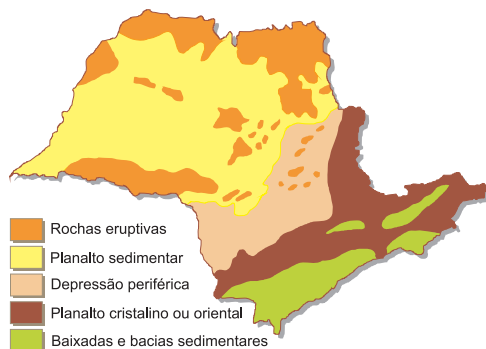 Rochas eruptivas
Planalto sedimentar
Depressão periférica
Planalto cristalino ou oriental
Baixadas e bacias sedimentares